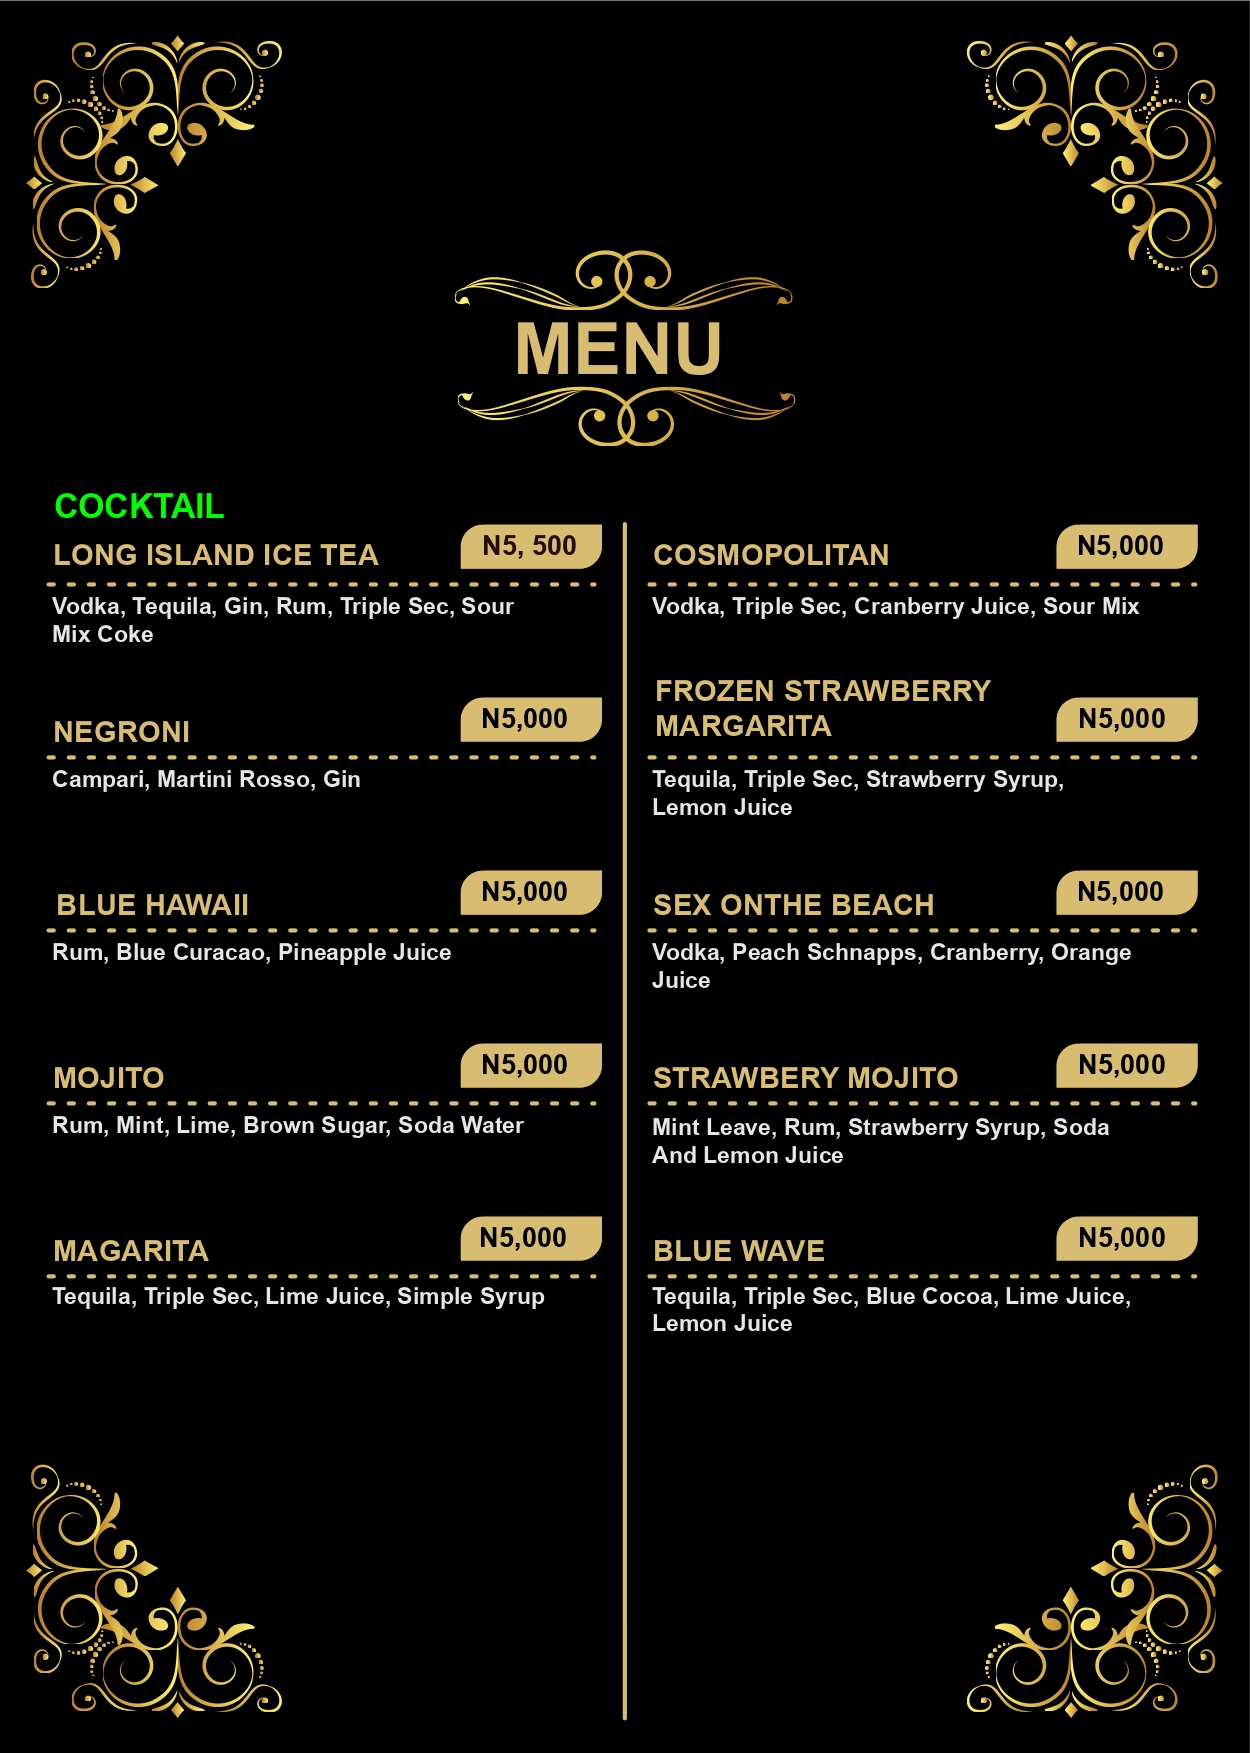 MENU
COCKTAIL
LONG ISLAND ICE TEA
N5, 500
Vodka, Tequila, Gin, Rum, Triple Sec, Sour
Mix Coke
NEGRONI
N5,000
Campari, Martini Rosso, Gin
BLUE HAWAII
N5,000
Rum, Blue Curacao, Pineapple Juice
MOJITO
N5,000
Rum, Mint, Lime, Brown Sugar, Soda Water
MAGARITA
N5,000
Tequila, Triple Sec, Lime Juice, Simple Syrup
COSMOPOLITAN
N5,000
Vodka, Triple Sec, Cranberry Juice, Sour Mix
FROZEN STRAWBERRY
MARGARITA
N5,000
Tequila, Triple Sec, Strawberry Syrup,
Lemon Juice
SEX ONTHE BEACH
N5,000
Vodka, Peach Schnapps, Cranberry, Orange
Juice
STRAWBERY MOJITO
N5,000
Mint Leave, Rum, Strawberry Syrup, Soda
And Lemon Juice
BLUE WAVE
N5,000
Tequila, Triple Sec, Blue Cocoa, Lime Juice,
Lemon Juice